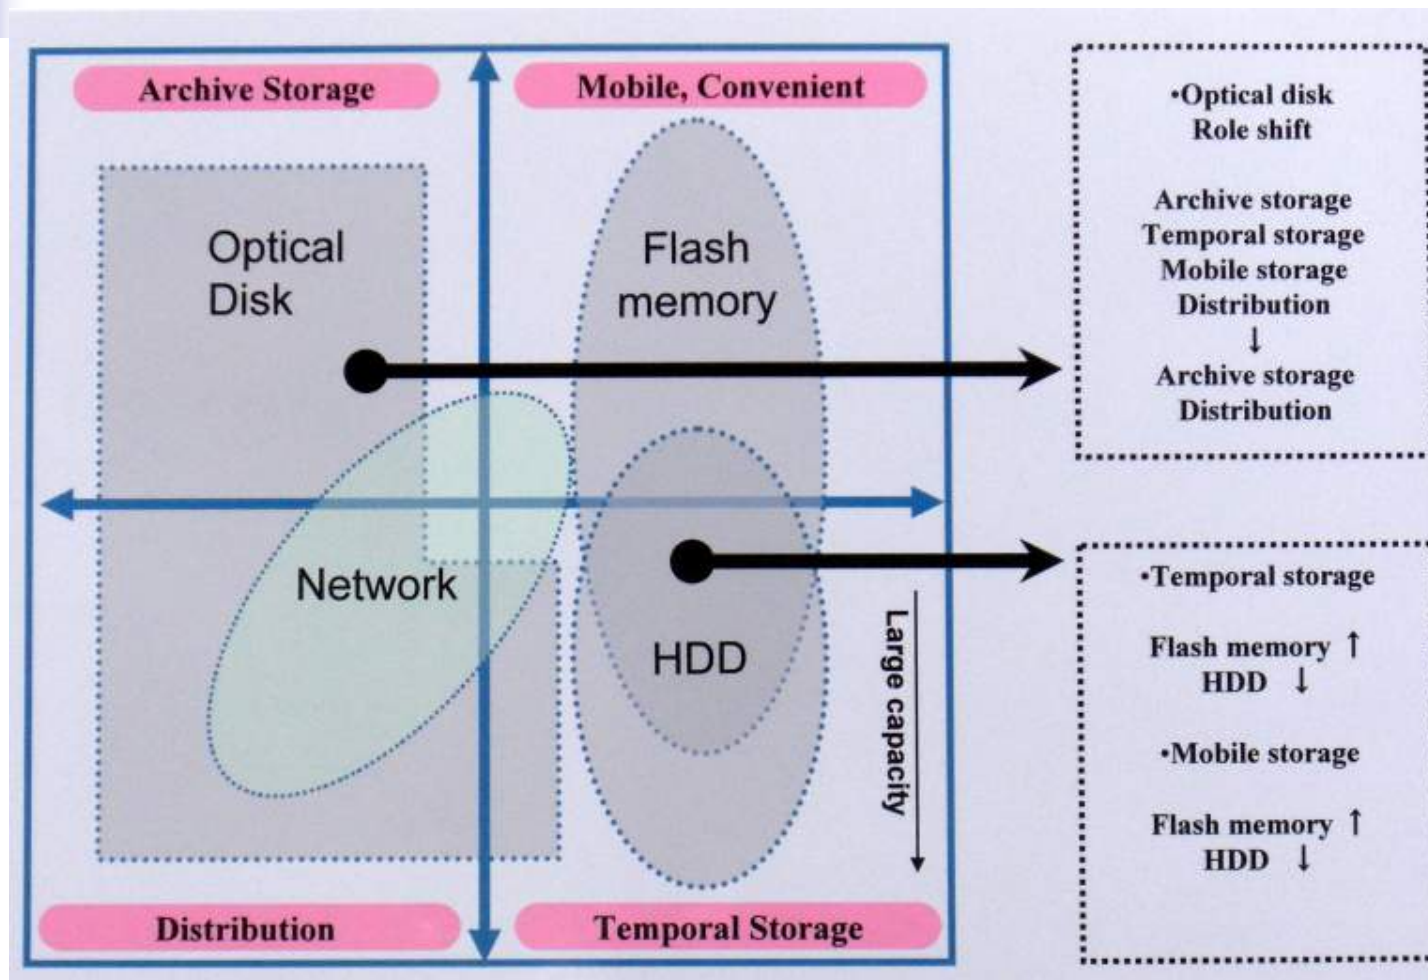 Archive Storage
Mobile, Convenient
Optical
Disk
Flash
memory
Network
HDD
Large capacity
Distribution
Temporal Storage
•Optical disk
Role shift
Archive storage
Temporal storage
Mobile storage
Distribution
↓
Archive storage
Distribution
•Temporal storage
Flash memory ↑
HDD ↓
•Mobile storage
Flash memory ↑
HDD ↓